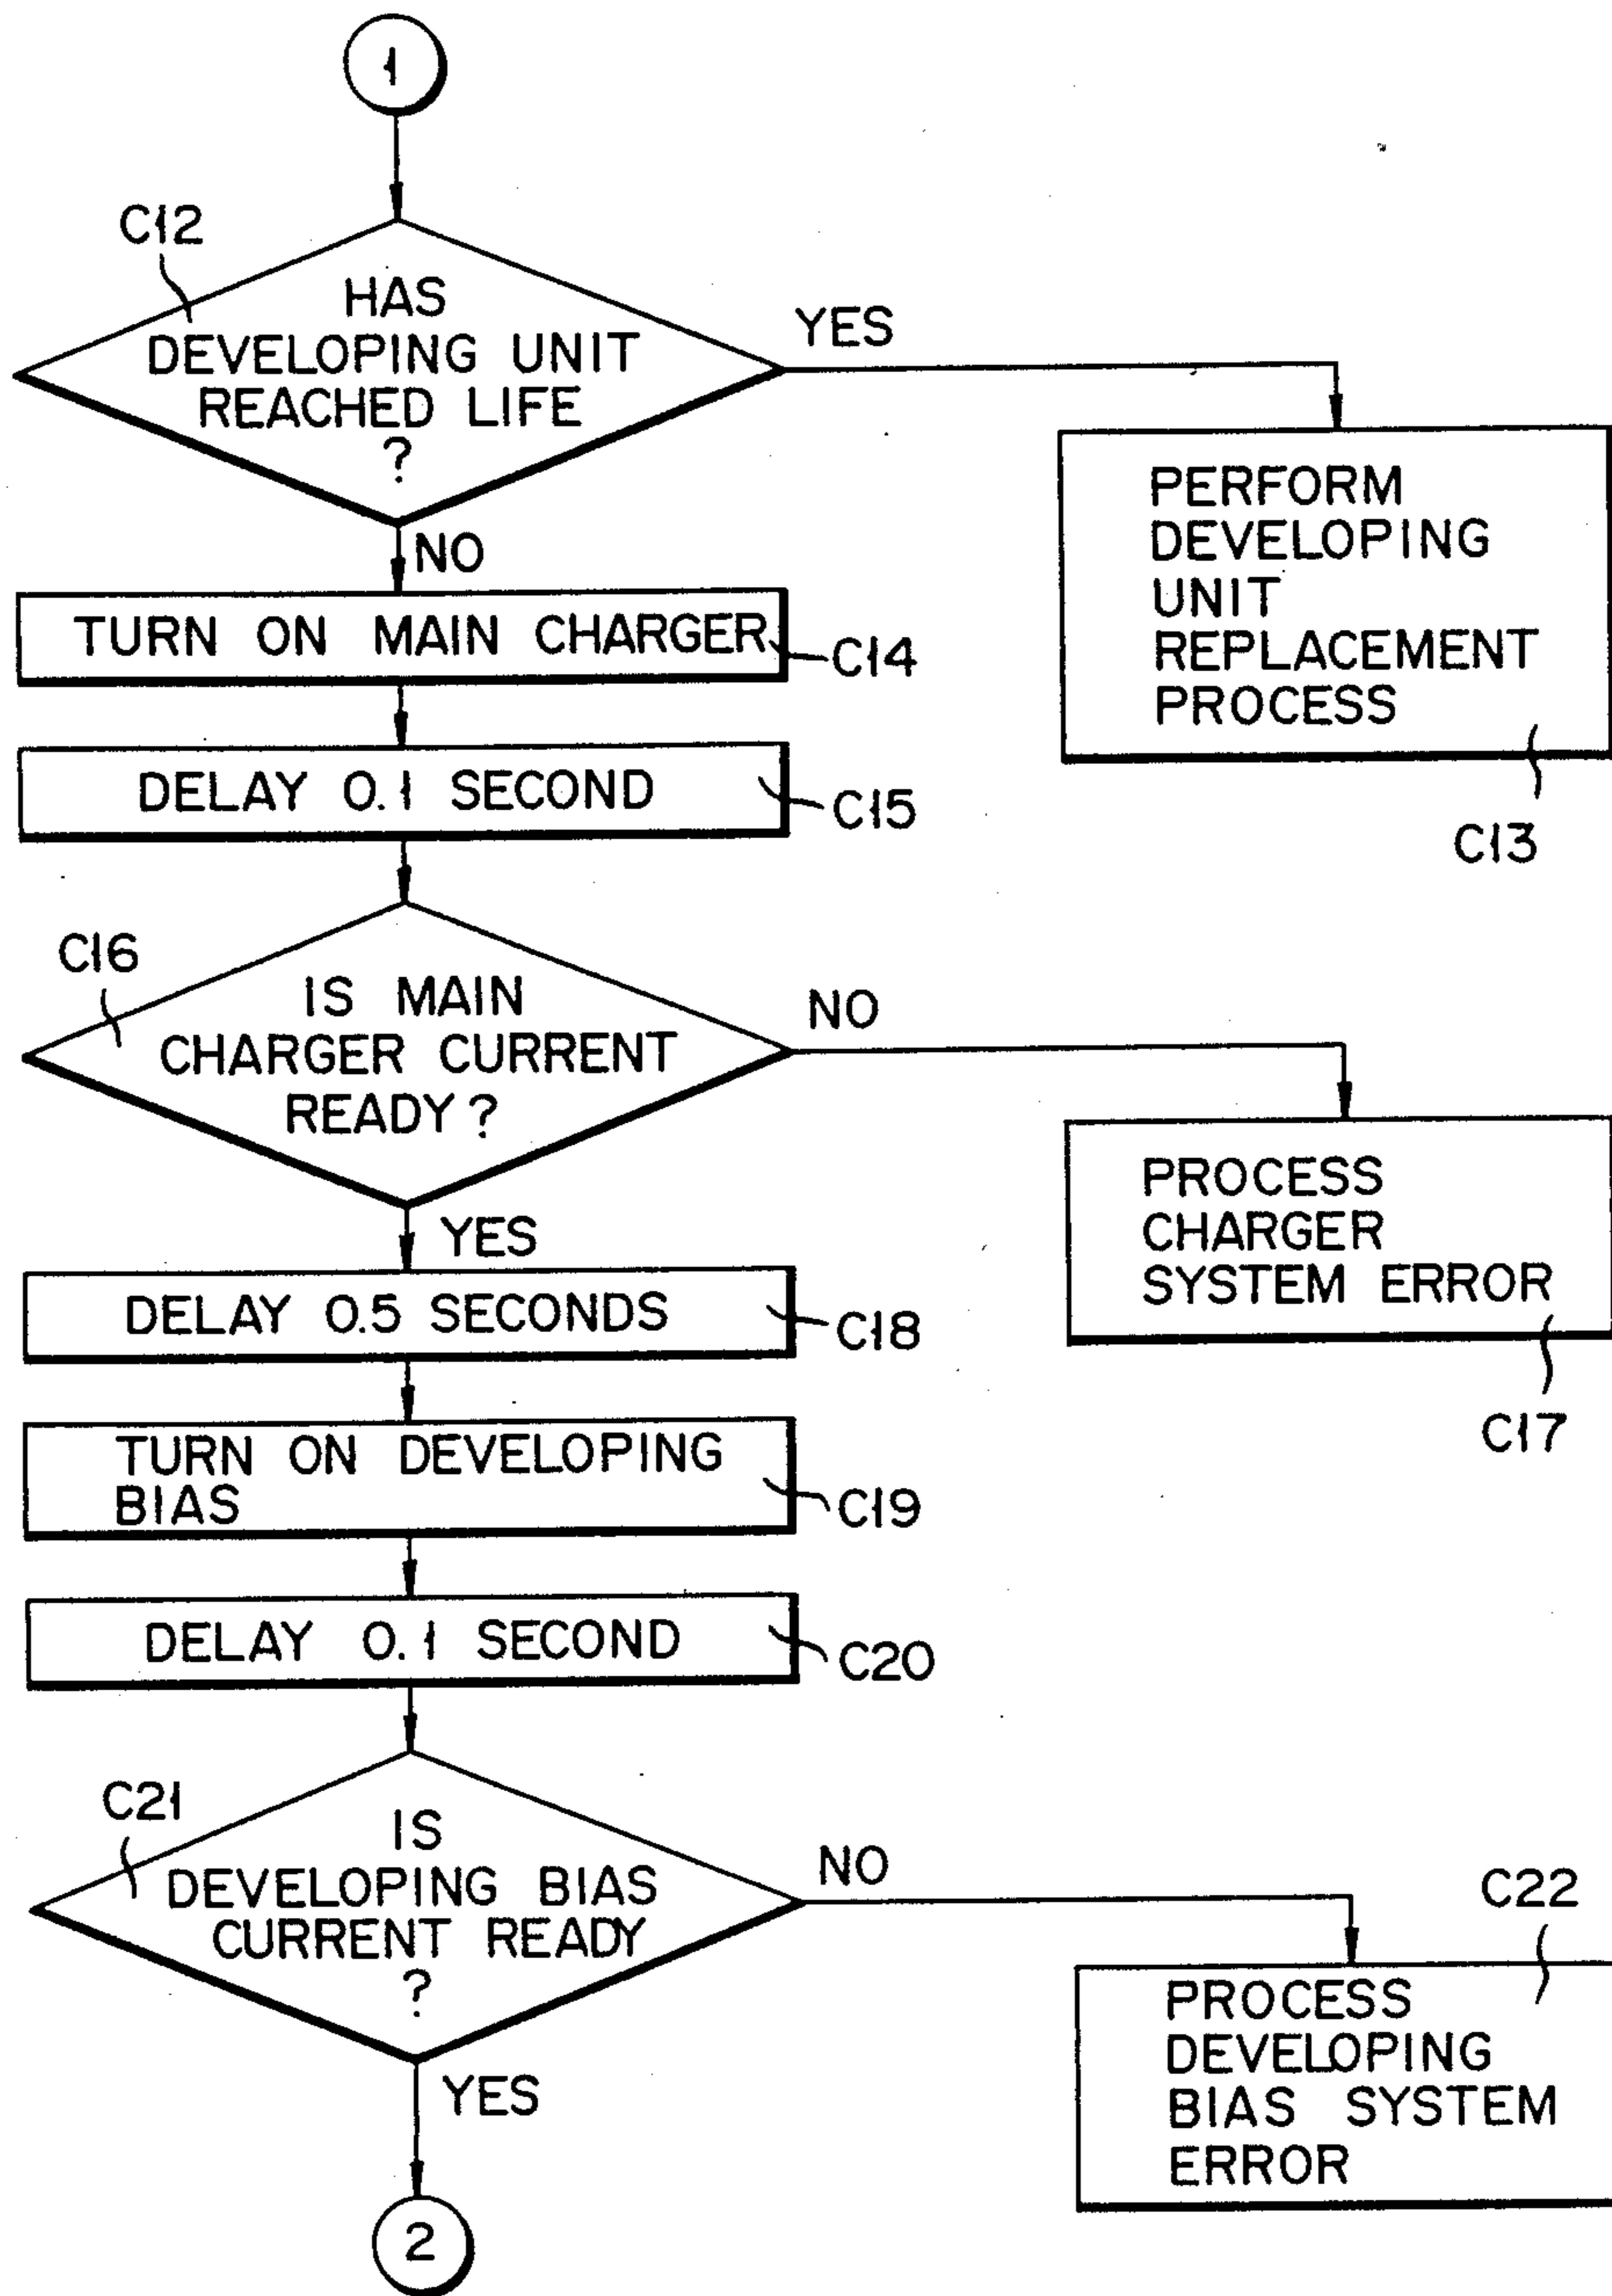 1
C12
HAS
DEVELOPING UNIT
REACHED LIFE
?
YES
PERFORM
DEVELOPING
UNIT
REPLACEMENT
PROCESS
C13
NO
TURN ON MAIN CHARGER
C14
DELAY 0.1 SECOND
C15
C16
IS MAIN
CHARGER CURRENT
READY?
NO
PROCESS
CHARGER
SYSTEM ERROR
C17
YES
DELAY 0.5 SECONDS
C18
TURN ON DEVELOPING
BIAS
C19
DELAY 0.1 SECOND
C20
C21
IS
DEVELOPING BIAS
CURRENT READY
?
NO
C22
PROCESS
DEVELOPING
BIAS SYSTEM
ERROR
YES
2